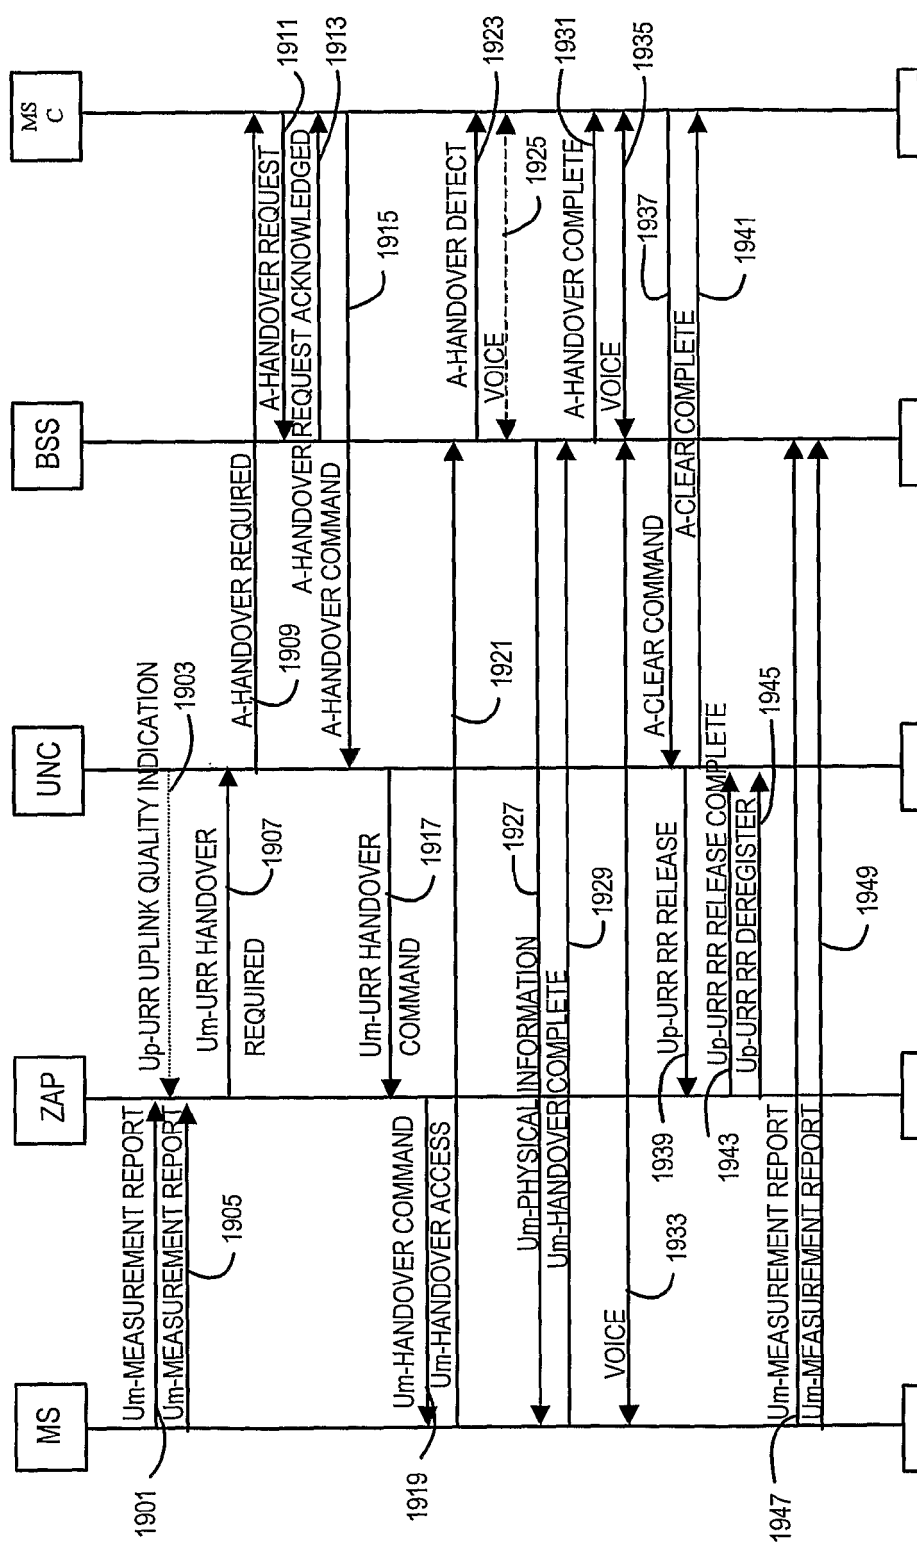 MS
ZAP
UNC
BSS
MS
C
1901
Um-MEASUREMENT REPORT
Um-MEASUREMENT REPORT
1905
Up-URR UPLINK QUALITY INDICATION
1903
Um-URR HANDOVER
REQUIRED
1907
A-HANDOVER REQUIRED
1909
A-HANDOVER REQUEST
1911
A-HANDOVER REQUEST ACKNOWLEDGED
1913
A-HANDOVER COMMAND
1915
Um-URR HANDOVER
COMMAND
1917
Um-HANDOVER COMMAND
1919
Um-HANDOVER ACCESS
1921
A-HANDOVER DETECT
1923
VOICE
1925
Um-PHYSICAL INFORMATION
1927
Um-HANDOVER COMPLETE
1929
A-HANDOVER COMPLETE
1931
VOICE
1933
VOICE
1935
A-CLEAR COMMAND
1937
Up-URR RR RELEASE
1939
A-CLEAR COMPLETE
1941
Up-URR RR RELEASE COMPLETE
1943
Up-URR RR DEREGISTER
1945
Um-MEASUREMENT REPORT
1947
Um-MEASUREMENT REPORT
1949